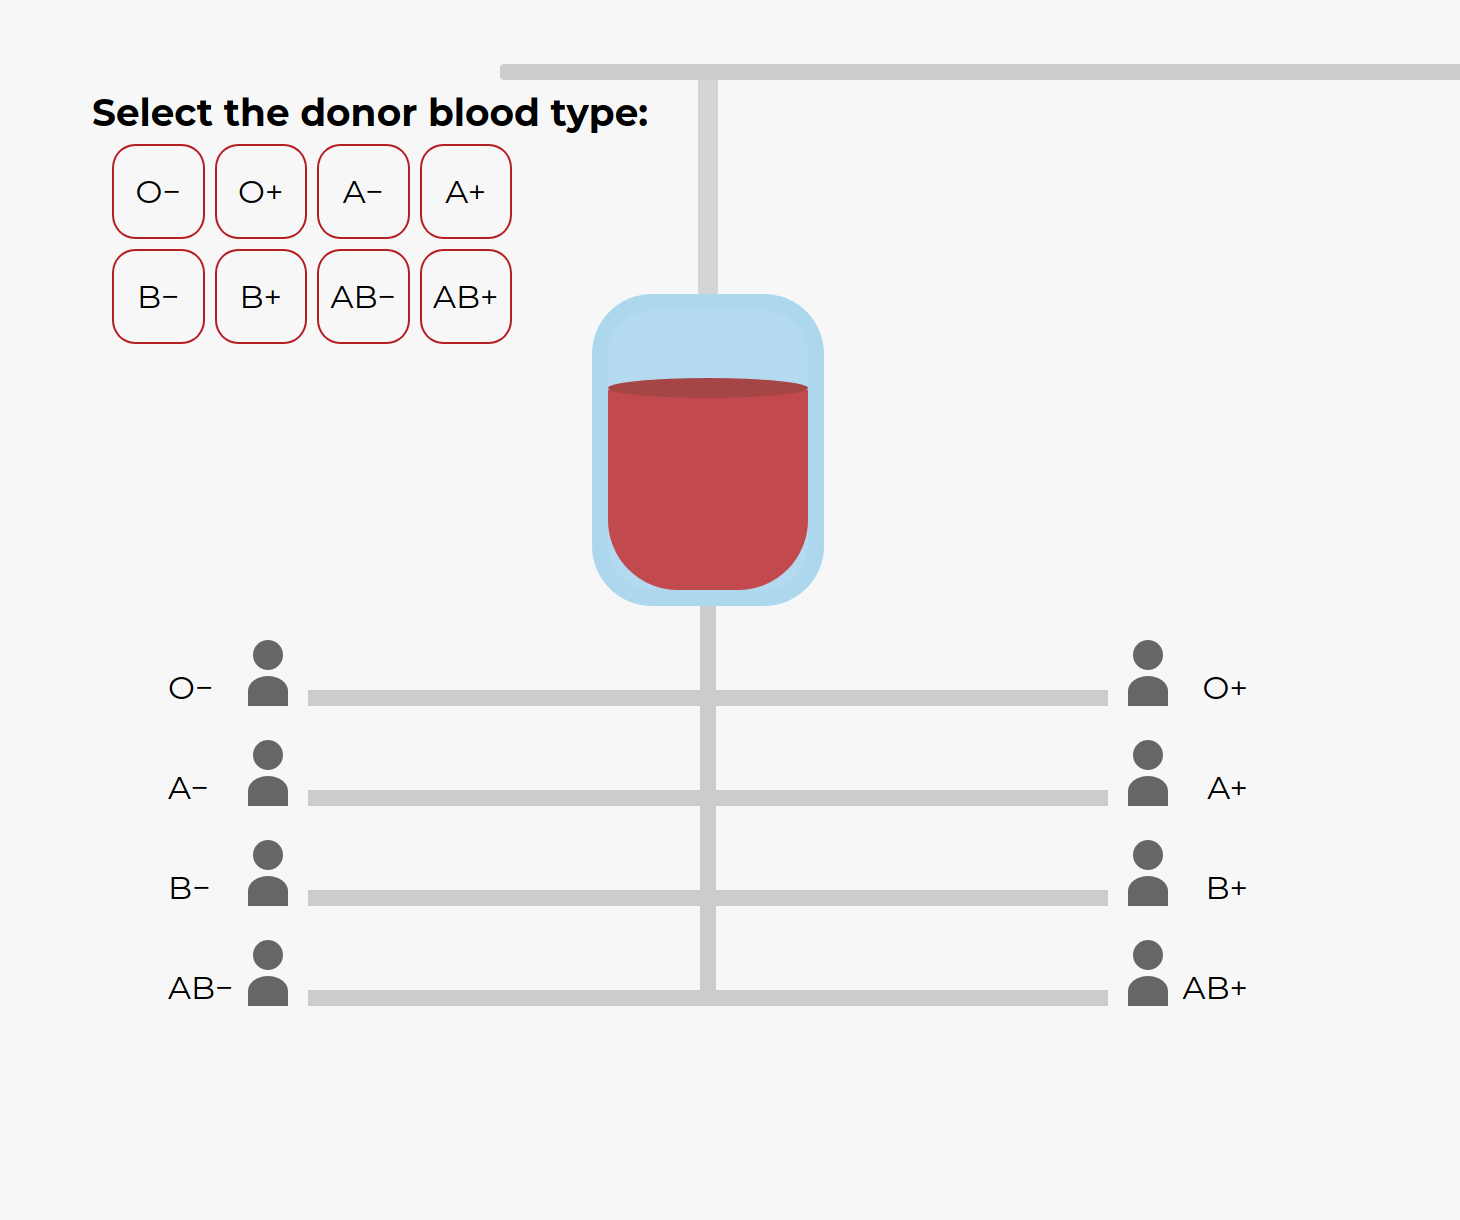 Select the donor blood type:
O− O+ A− A+
B− B+ AB− AB+
O− O+
A− A+
B− B+
AB− AB+